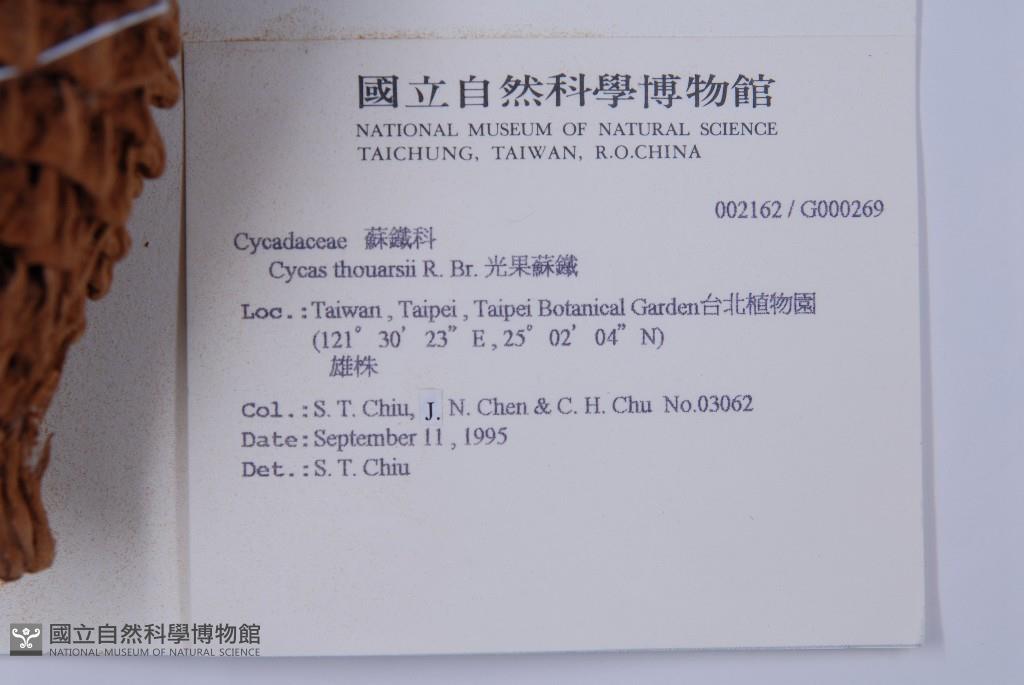 國立自然科學博物館
NATIONAL MUSEUM OF NATURAL SCIENCE
TAICHUNG, TAIWAN, R.O.CHINA
002162 / G000269
Cycadaceae 蘇鐵科
Cycas thouarsii R. Br. 光果蘇鐵
Loc.:Taiwan , Taipei , Taipei Botanical Garden台北植物園
(121° 30' 23" E , 25° 02' 04" N)
雄株
Col.:S. T. Chiu, J. N. Chen & C. H. Chu No.03062
Date:September 11 , 1995
Det.:S. T. Chiu
國立自然科學博物館
NATIONAL MUSEUM OF NATURAL SCIENCE